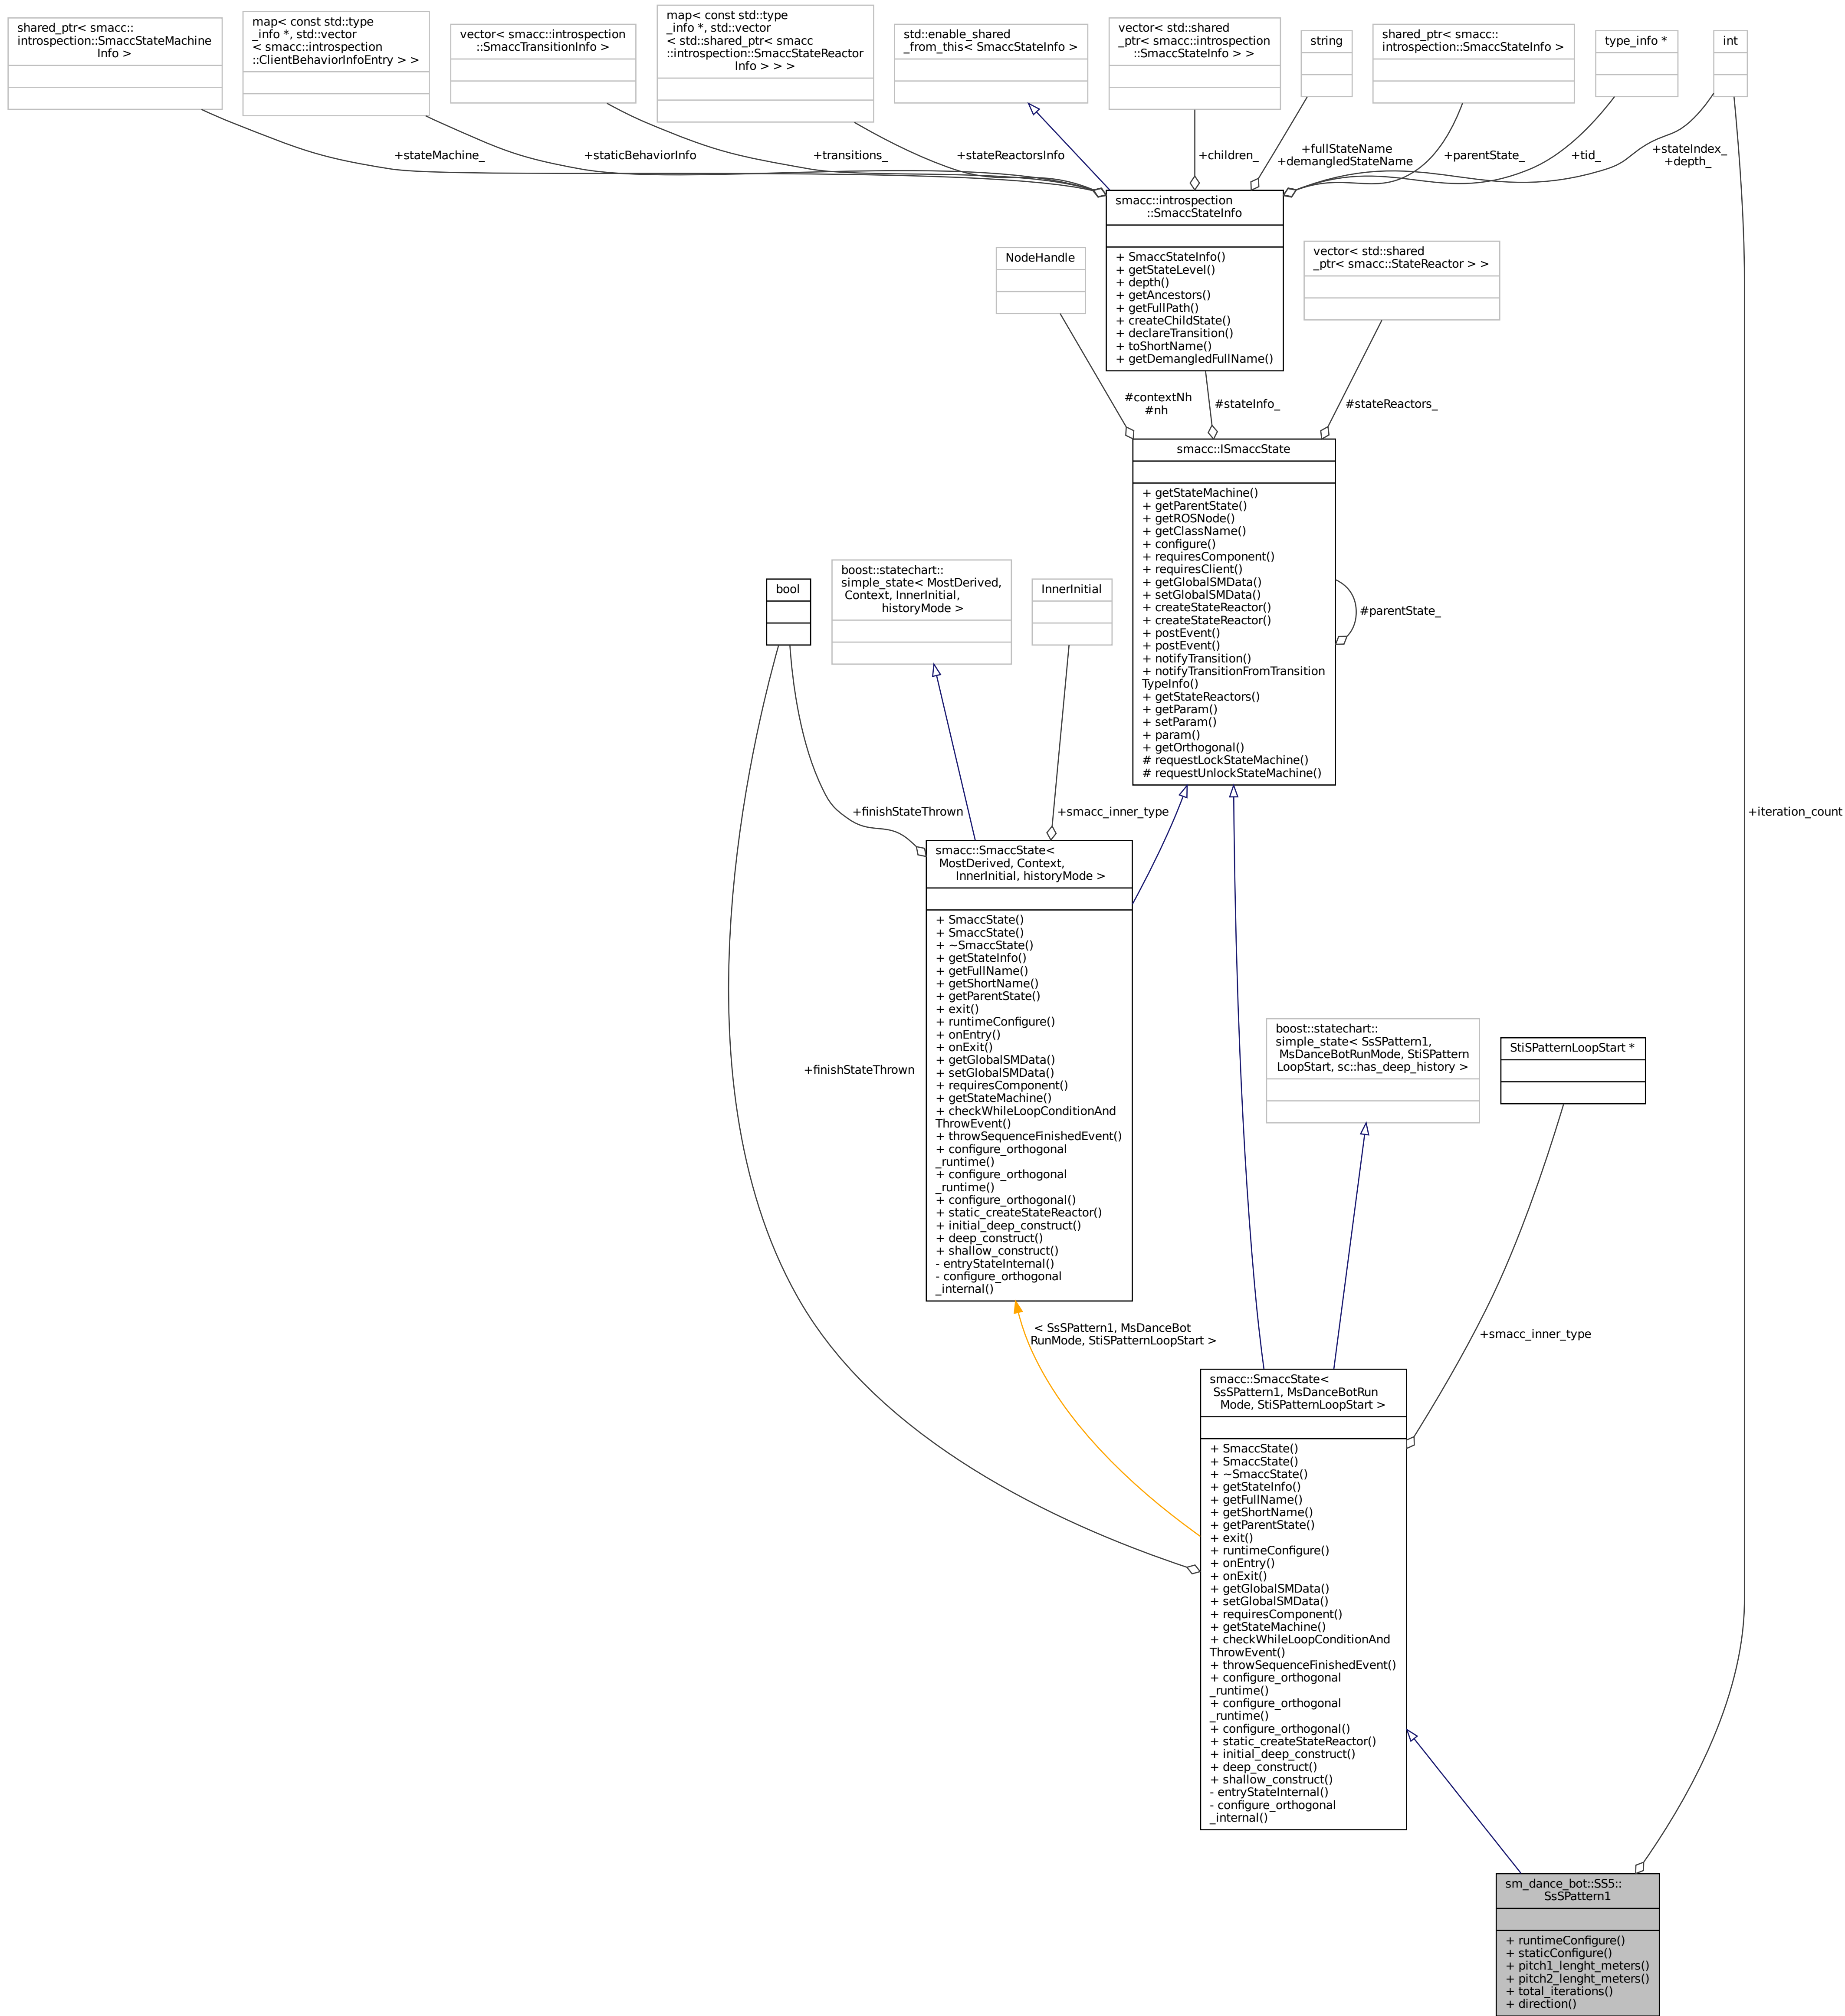 shared_ptr< smacc::
introspection::SmaccStateMachine
Info >
map< const std::type
_info *, std::vector
< smacc::introspection
::ClientBehaviorInfoEntry > >
vector< smacc::introspection
::SmaccTransitionInfo >
map< const std::type
_info *, std::vector
< std::shared_ptr< smacc
::introspection::SmaccStateReactor
Info > > >
std::enable_shared
_from_this< SmaccStateInfo >
vector< std::shared
_ptr< smacc::introspection
::SmaccStateInfo > >
string
shared_ptr< smacc::
introspection::SmaccStateInfo >
type_info *
int
+stateMachine_
+staticBehaviorInfo
+transitions_
+stateReactorsInfo
+children_
+fullStateName
+demangledStateName
+parentState_
+tid_
+stateIndex_
+depth_
smacc::introspection
::SmaccStateInfo
+ SmaccStateInfo()
+ getStateLevel()
+ depth()
+ getAncestors()
+ getFullPath()
+ createChildState()
+ declareTransition()
+ toShortName()
+ getDemangledFullName()
NodeHandle
vector< std::shared
_ptr< smacc::StateReactor > >
#contextNh
#nh
#stateInfo_
#stateReactors_
smacc::ISmaccState
+ getStateMachine()
+ getParentState()
+ getROSNode()
+ getClassName()
+ configure()
+ requiresComponent()
+ requiresClient()
+ getGlobalSMData()
+ setGlobalSMData()
+ createStateReactor()
+ createStateReactor()
+ postEvent()
+ postEvent()
+ notifyTransition()
+ notifyTransitionFromTransition
TypeInfo()
+ getStateReactors()
+ getParam()
+ setParam()
+ param()
+ getOrthogonal()
# requestLockStateMachine()
# requestUnlockStateMachine()
#parentState_
bool
boost::statechart::
simple_state< MostDerived,
Context, InnerInitial,
historyMode >
InnerInitial
+finishStateThrown
+smacc_inner_type
+iteration_count
smacc::SmaccState<
MostDerived, Context,
InnerInitial, historyMode >
+ SmaccState()
+ SmaccState()
+ ~SmaccState()
+ getStateInfo()
+ getFullName()
+ getShortName()
+ getParentState()
+ exit()
+ runtimeConfigure()
+ onEntry()
+ onExit()
+ getGlobalSMData()
+ setGlobalSMData()
+ requiresComponent()
+ getStateMachine()
+ checkWhileLoopConditionAnd
ThrowEvent()
+ throwSequenceFinishedEvent()
+ configure_orthogonal
_runtime()
+ configure_orthogonal
_runtime()
+ configure_orthogonal()
+ static_createStateReactor()
+ initial_deep_construct()
+ deep_construct()
+ shallow_construct()
- entryStateInternal()
- configure_orthogonal
_internal()
+finishStateThrown
boost::statechart::
simple_state< SsSPattern1,
MsDanceBotRunMode, StiSPattern
LoopStart, sc::has_deep_history >
StiSPatternLoopStart *
< SsSPattern1, MsDanceBot
RunMode, StiSPatternLoopStart >
+smacc_inner_type
smacc::SmaccState<
SsSPattern1, MsDanceBotRun
Mode, StiSPatternLoopStart >
+ SmaccState()
+ SmaccState()
+ ~SmaccState()
+ getStateInfo()
+ getFullName()
+ getShortName()
+ getParentState()
+ exit()
+ runtimeConfigure()
+ onEntry()
+ onExit()
+ getGlobalSMData()
+ setGlobalSMData()
+ requiresComponent()
+ getStateMachine()
+ checkWhileLoopConditionAnd
ThrowEvent()
+ throwSequenceFinishedEvent()
+ configure_orthogonal
_runtime()
+ configure_orthogonal
_runtime()
+ configure_orthogonal()
+ static_createStateReactor()
+ initial_deep_construct()
+ deep_construct()
+ shallow_construct()
- entryStateInternal()
- configure_orthogonal
_internal()
sm_dance_bot::SS5::
SsSPattern1
+ runtimeConfigure()
+ staticConfigure()
+ pitch1_lenght_meters()
+ pitch2_lenght_meters()
+ total_iterations()
+ direction()